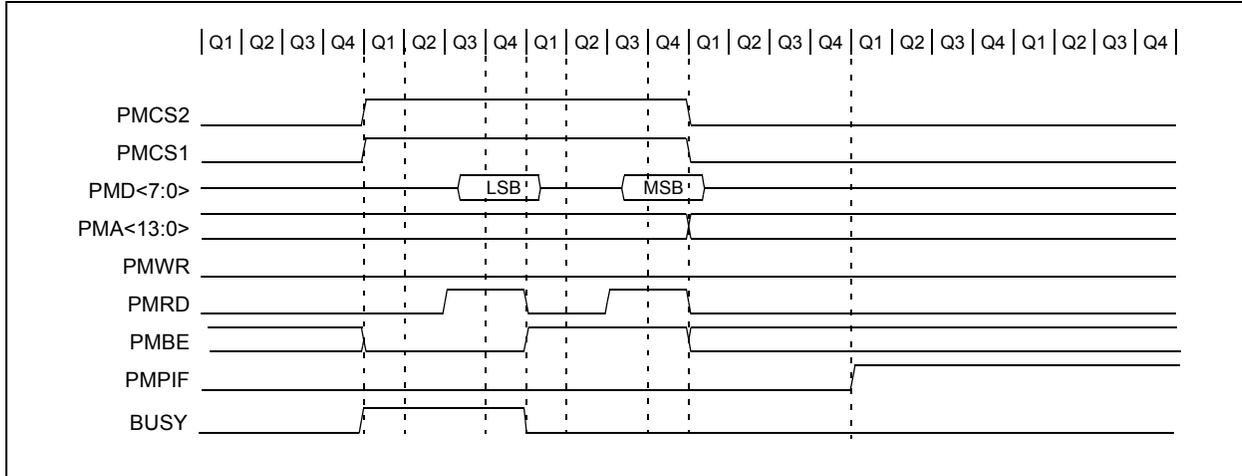 Q1 Q2 Q3 Q4 Q1 Q2 Q3 Q4 Q1 Q2 Q3 Q4 Q1 Q2 Q3 Q4 Q1 Q2 Q3 Q4 Q1 Q2 Q3 Q4
PMCS2
PMCS1
PMD<7:0> LSB MSB
PMA<13:0>
PMWR
PMRD
PMBE
PMPIF
BUSY